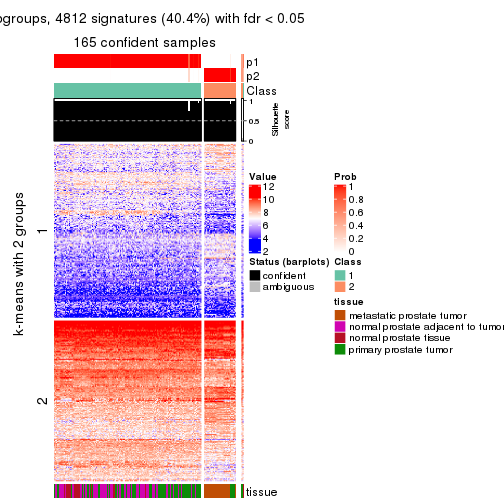 ogroups, 4812 signatures (40.4%) with fdr < 0.05
165 confident samples
p1
p2
Class
1
0.5
0
Silhouette
score
k-means with 2 groups
1
2
Value
12
10
8
6
4
2
Prob
1
0.8
0.6
0.4
0.2
0
Status (barplots)
confident
ambiguous
Class
1
2
tissue
metastatic prostate tumor
normal prostate adjacent to tumor
normal prostate tissue
primary prostate tumor
tissue